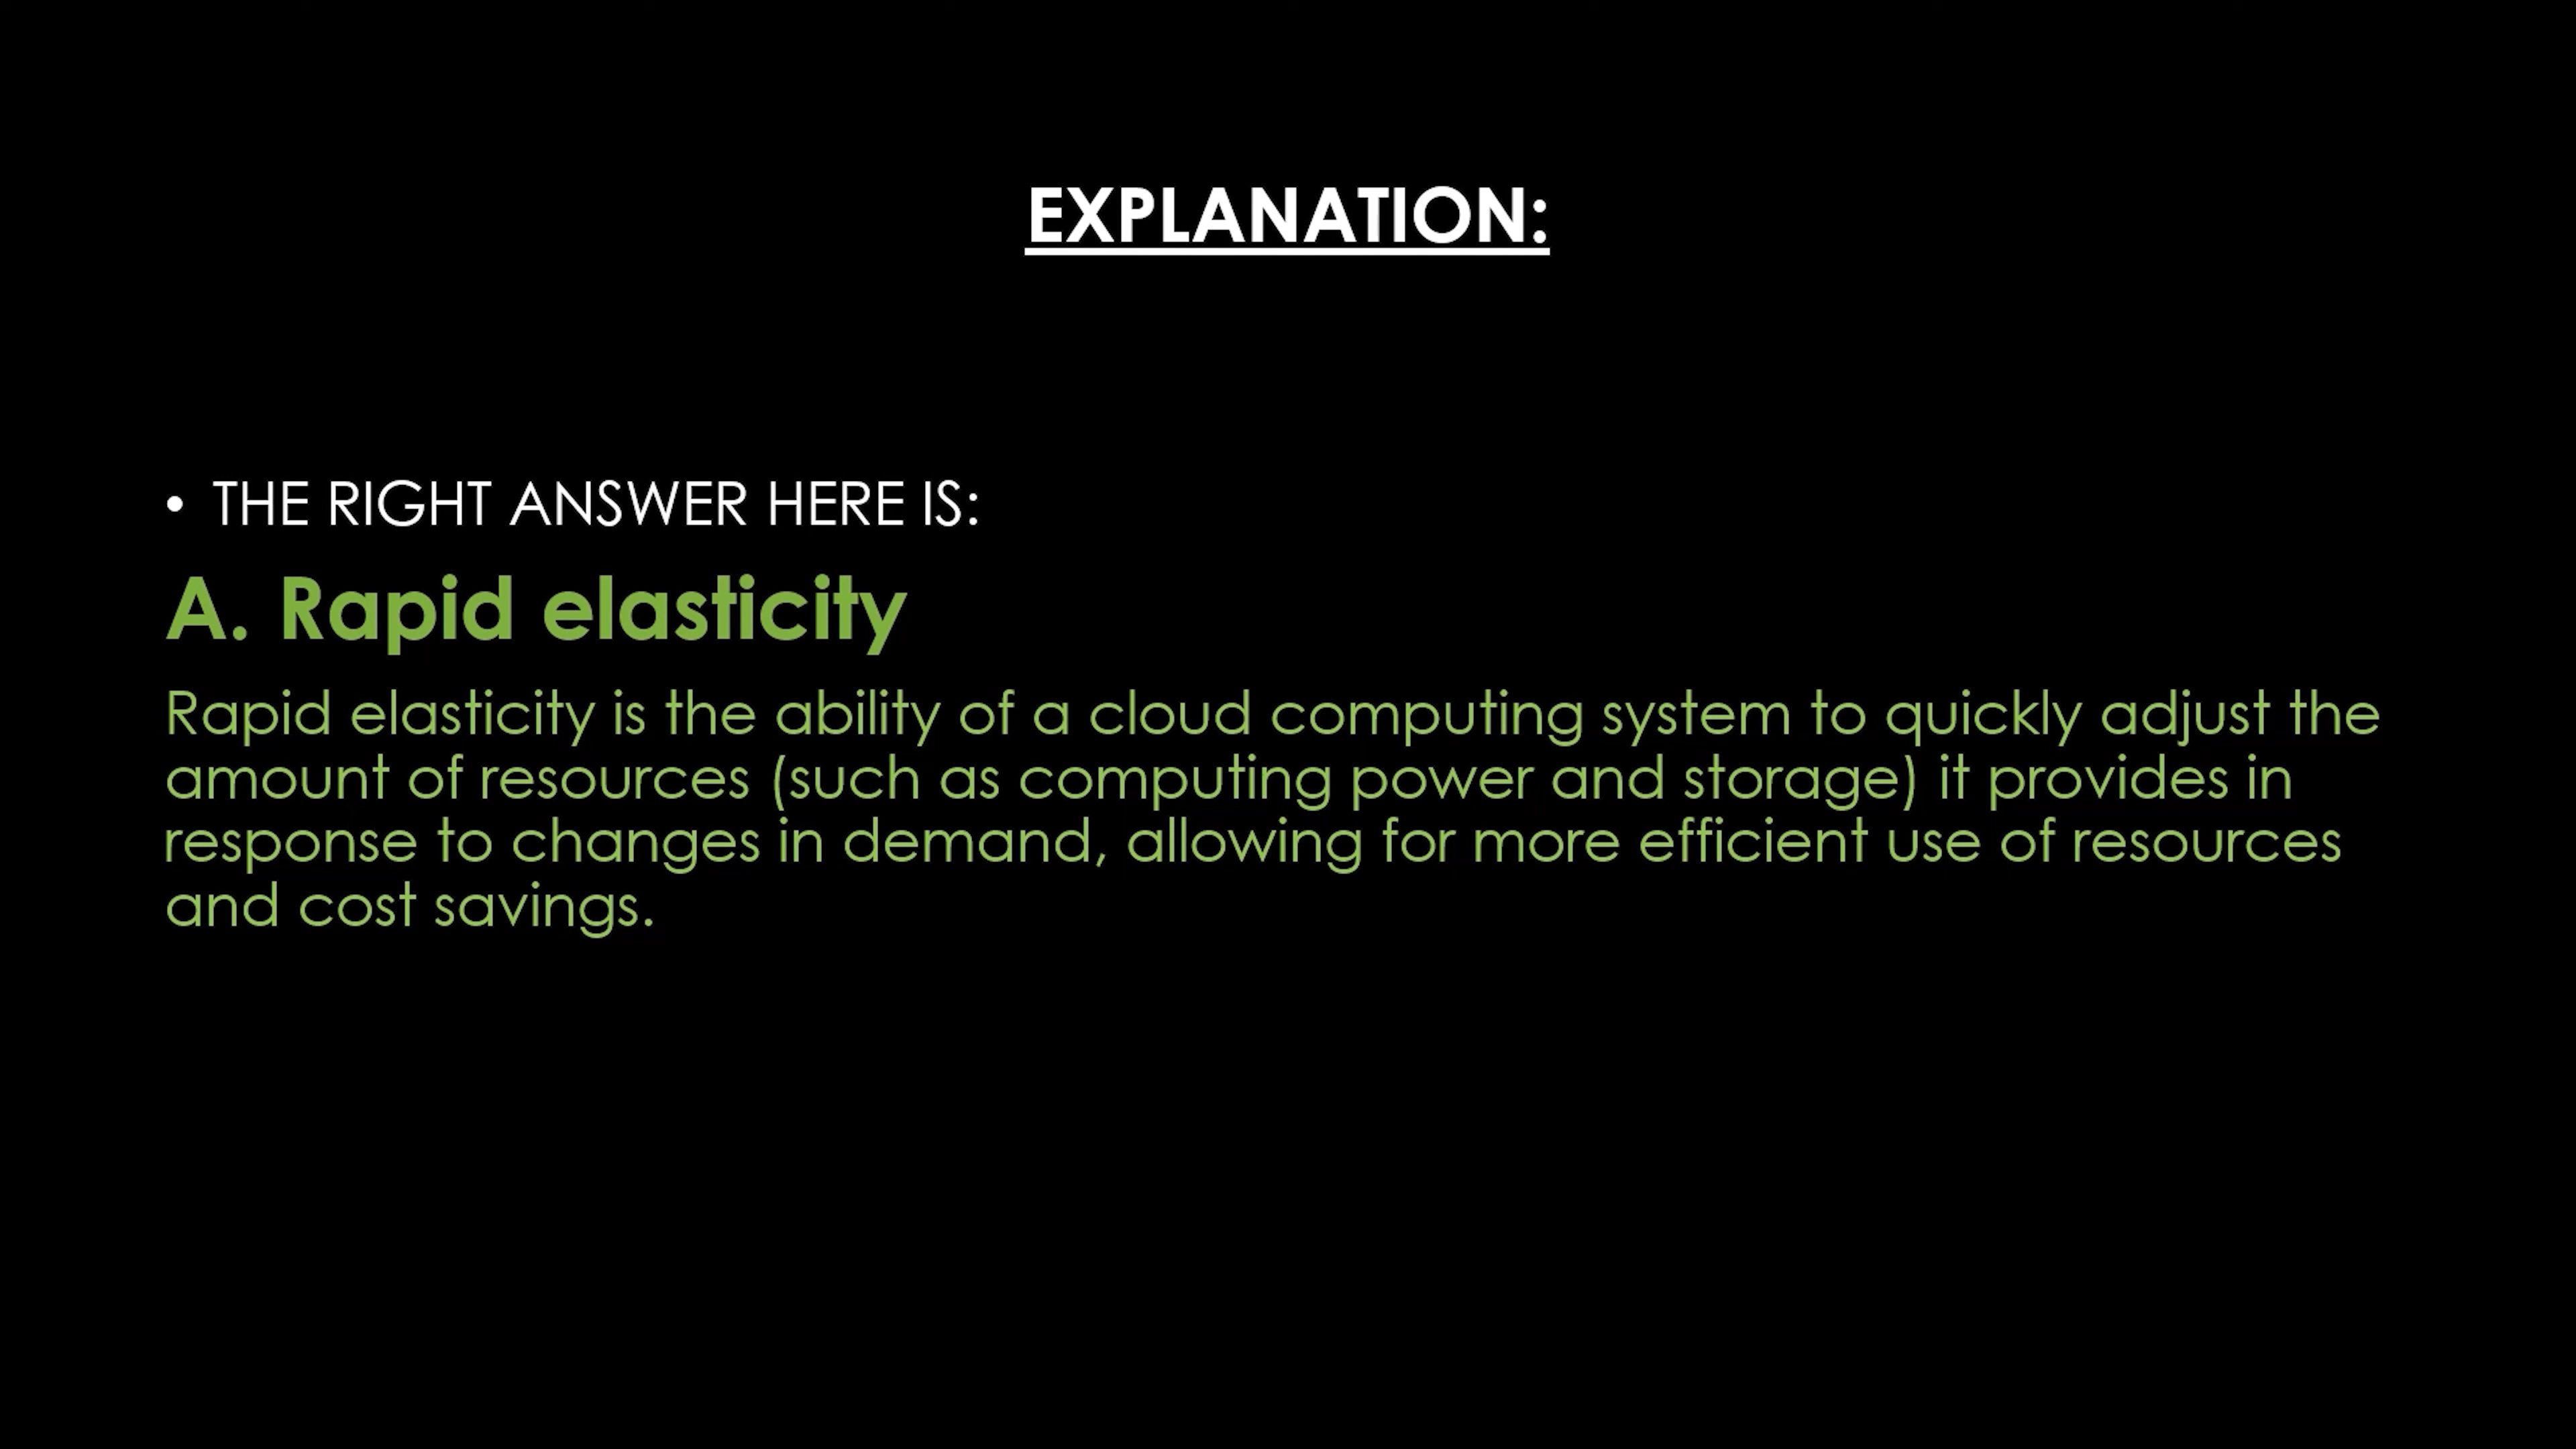 EXPLANATION:
• THE RIGHT ANSWER HERE IS:
A. Rapid elasticity
Rapid elasticity is the ability of a cloud computing system to quickly adjust the
amount of resources (such as computing power and storage) it provides in
response to changes in demand, allowing for more efficient use of resources
and cost savings.